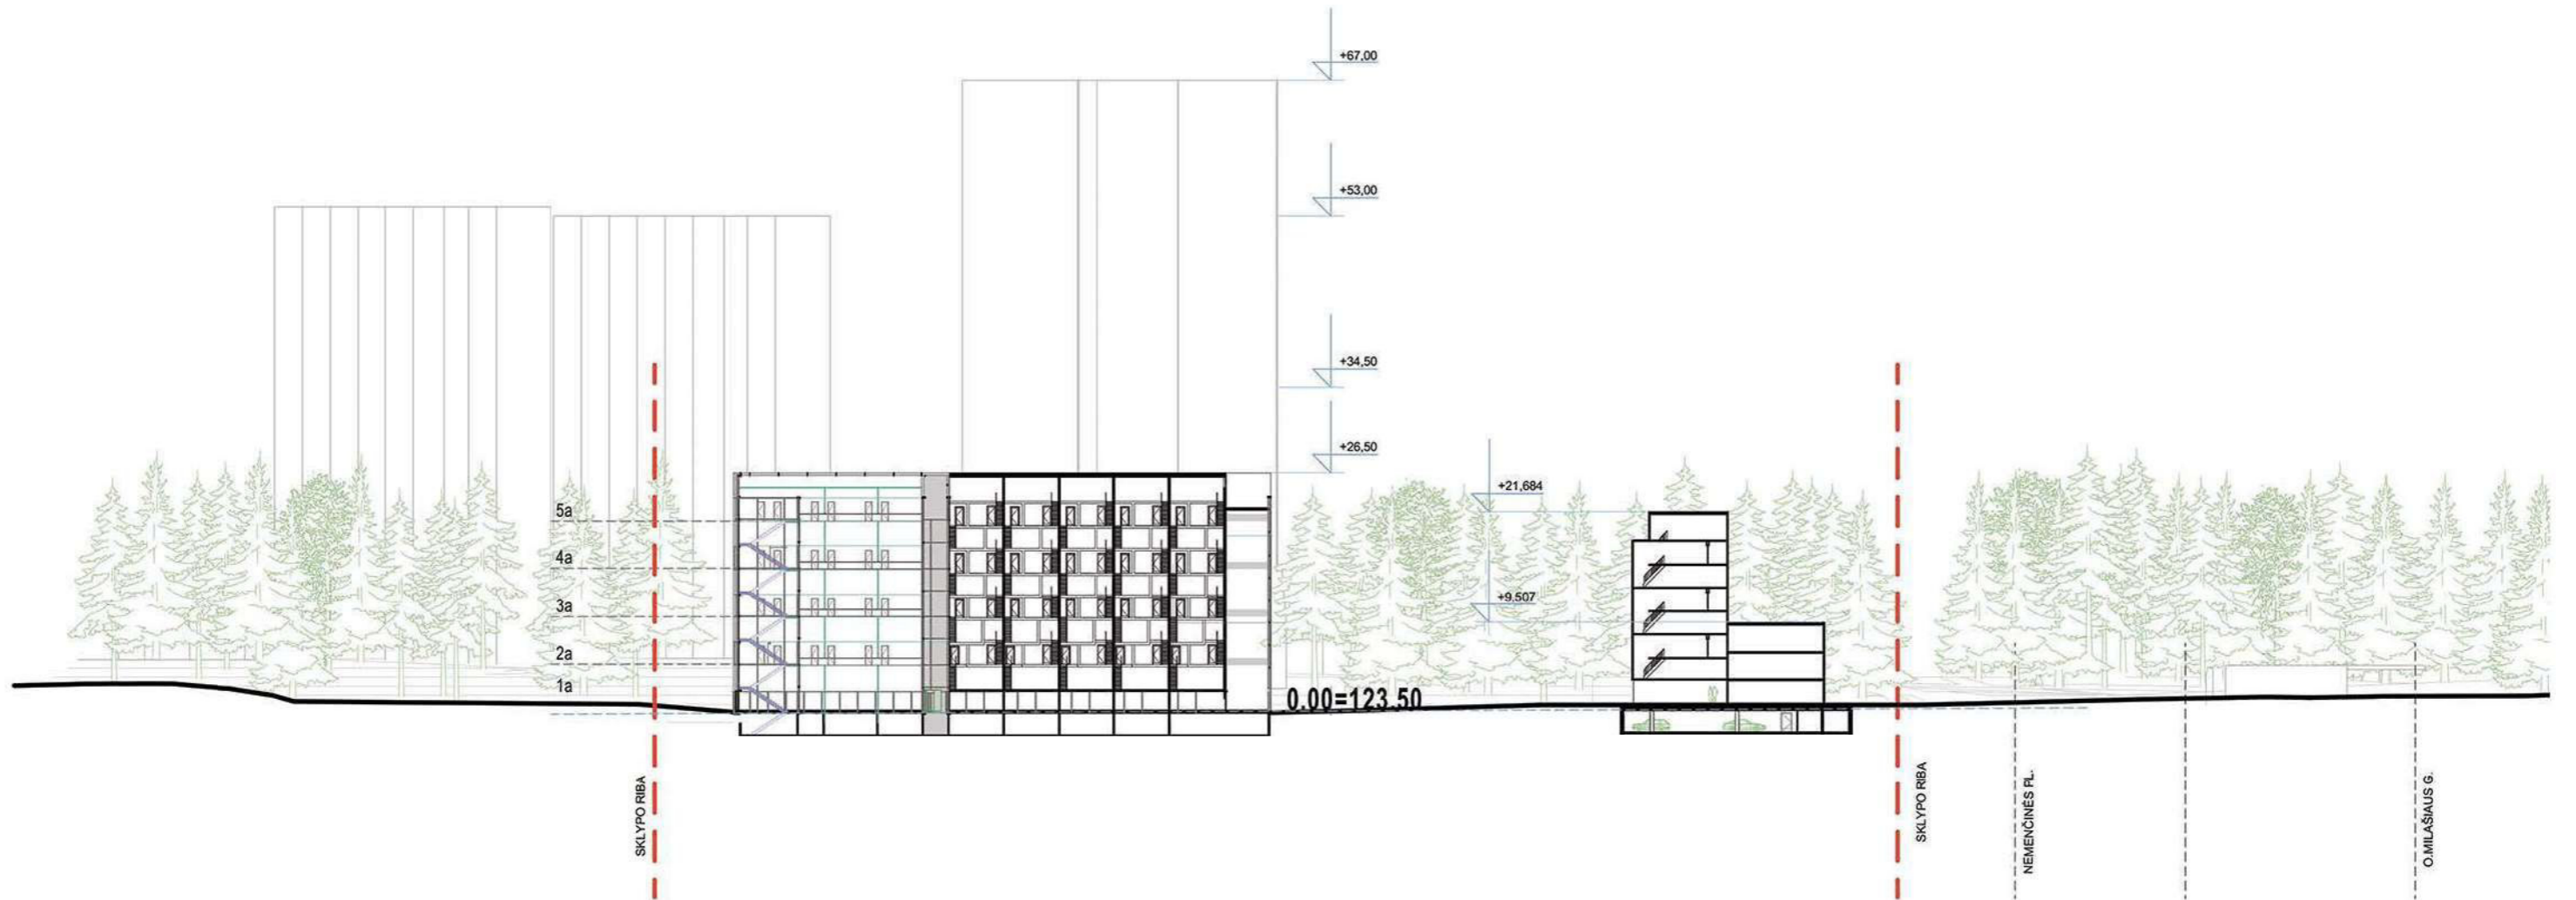 +67,00
+53,00
+34,50
+26,50
+21,684
+9.507
5a
4a
3a
2a
1a
0.00=123.50
SKLYPO RIBA
SKLYPO RIBA
NEMENČINĖS PL.
O.MILAŠIAUS G.